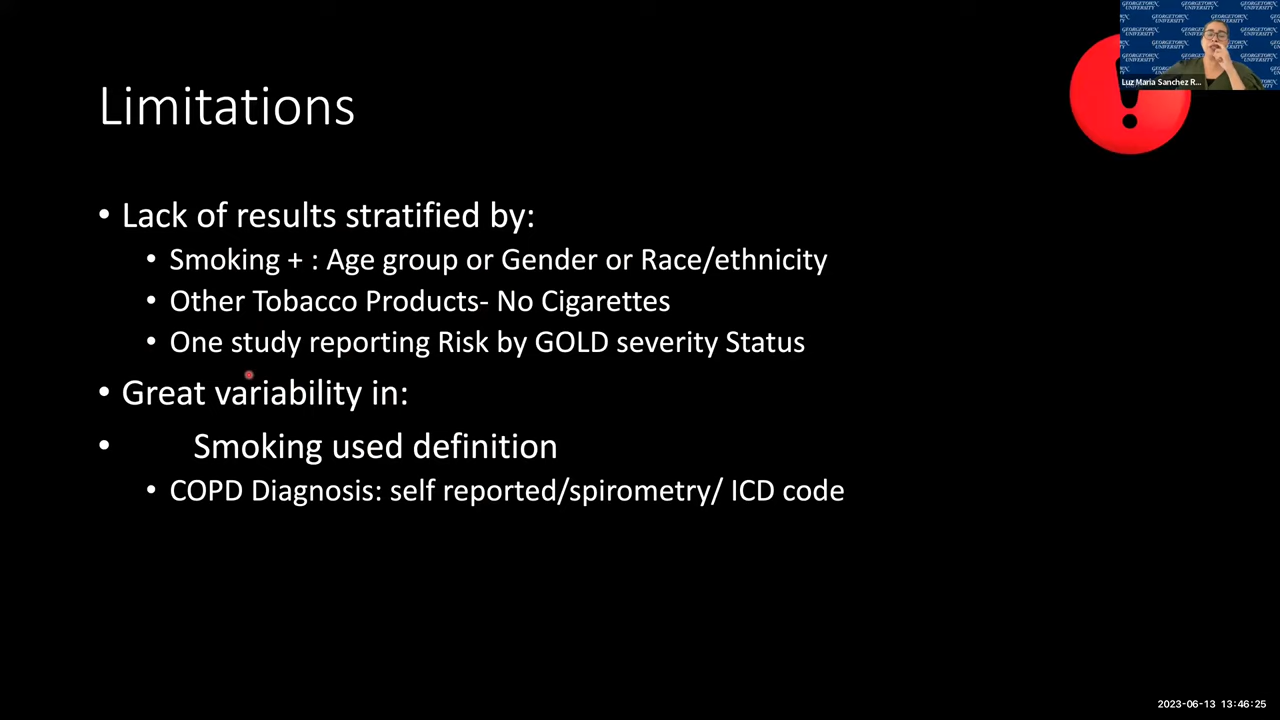 GEORGETOWN UNIVERSITY
Luz Maria Sanchez R...
Limitations
• Lack of results stratified by:
• Smoking + : Age group or Gender or Race/ethnicity
• Other Tobacco Products- No Cigarettes
• One study reporting Risk by GOLD severity Status
• Great variability in:
• Smoking used definition
• COPD Diagnosis: self reported/spirometry/ ICD code
2023-06-13 13:46:25